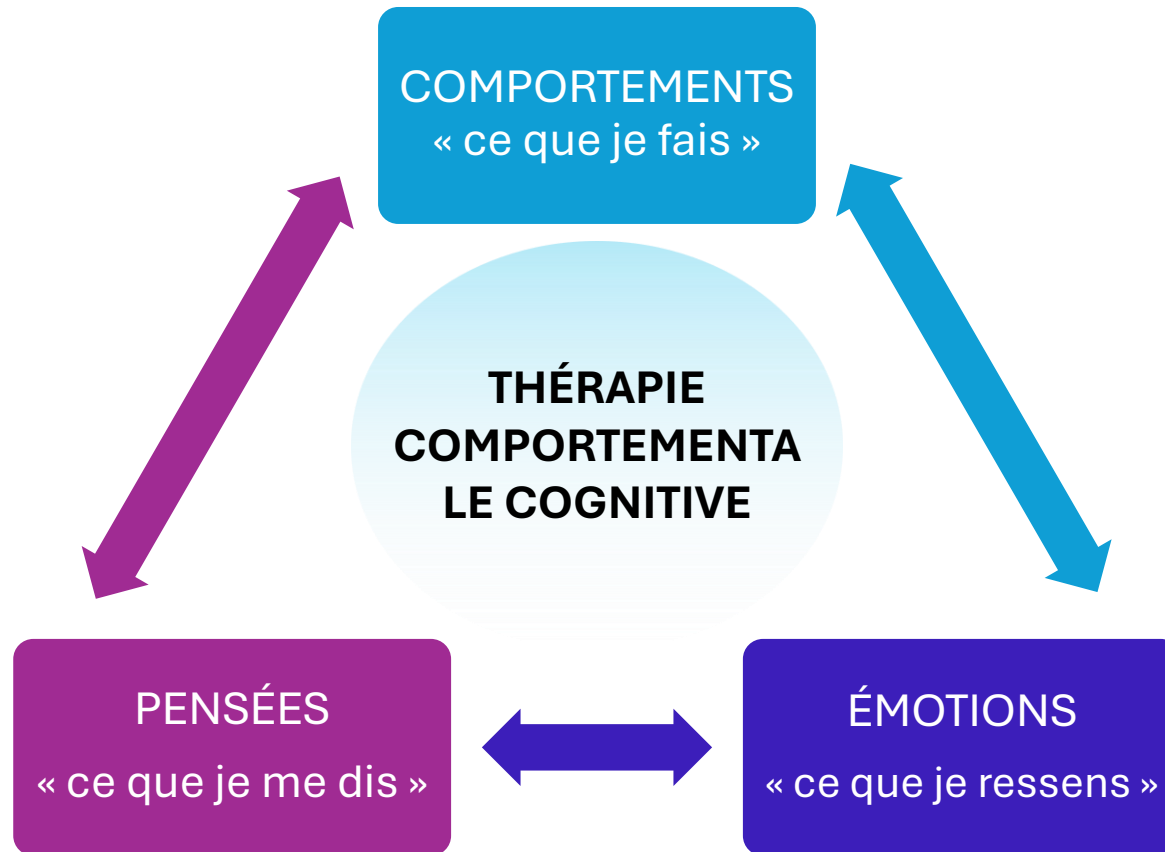 COMPORTEMENTS
« ce que je fais »
THÉRAPIE
COMPORTEMENTA
LE COGNITIVE
PENSÉES
« ce que je me dis »
ÉMOTIONS
« ce que je ressens »